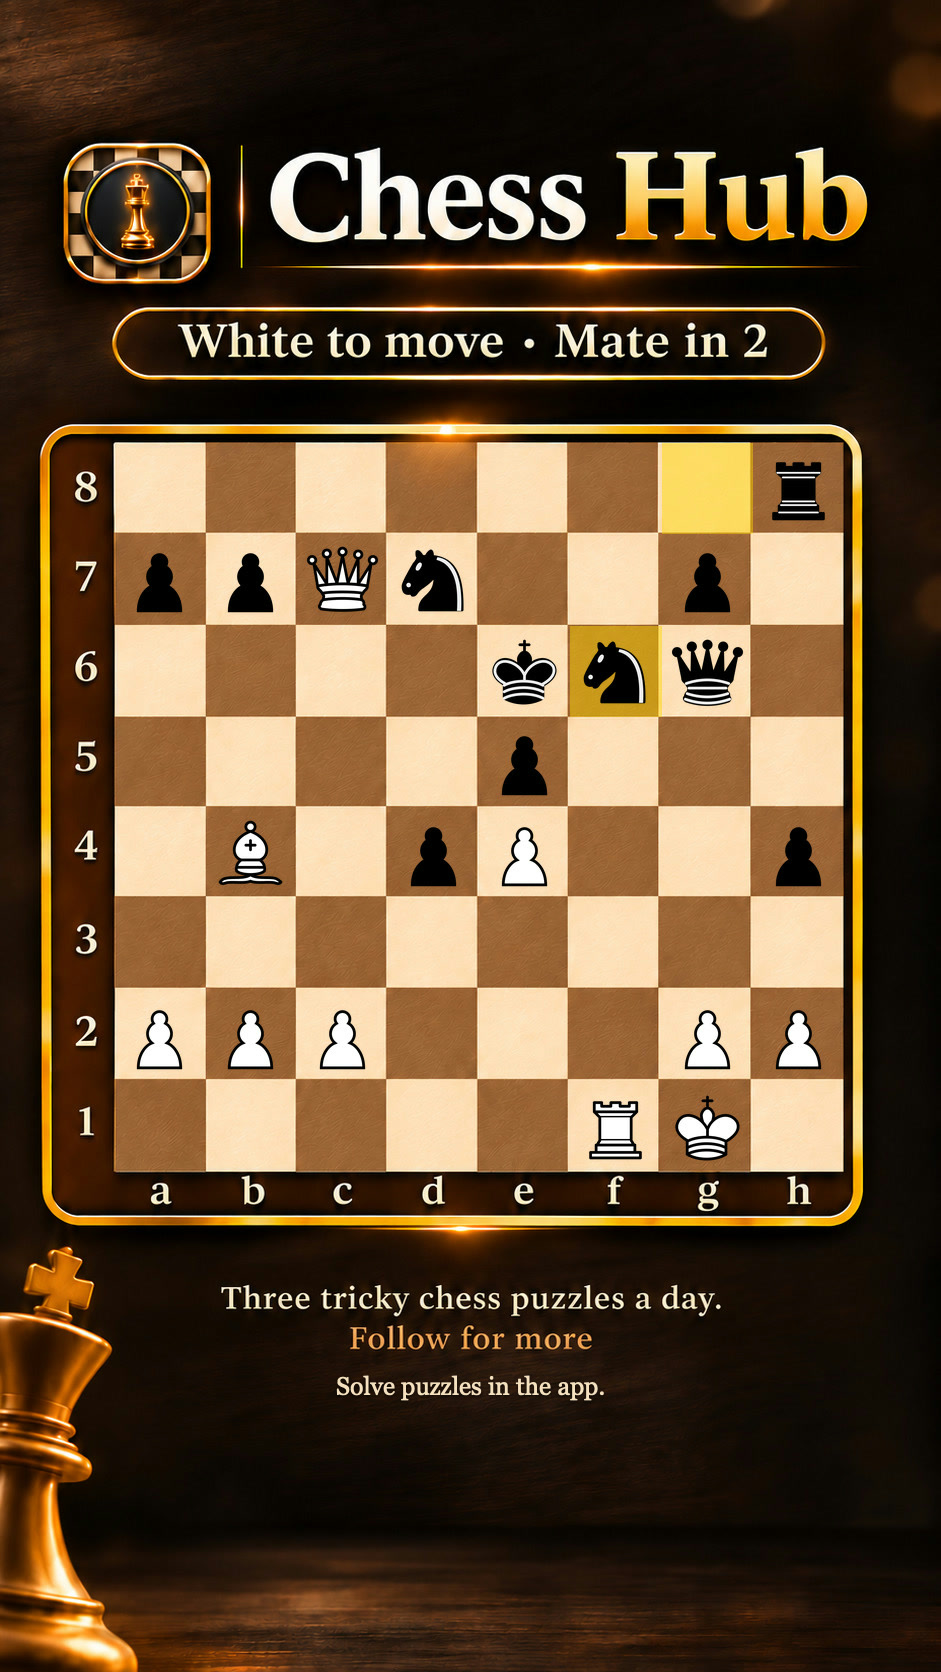 Chess Hub
White to move • Mate in 2
8
7
6
5
4
3
2
1
a b c d e f g h
Three tricky chess puzzles a day.
Follow for more
Solve puzzles in the app.